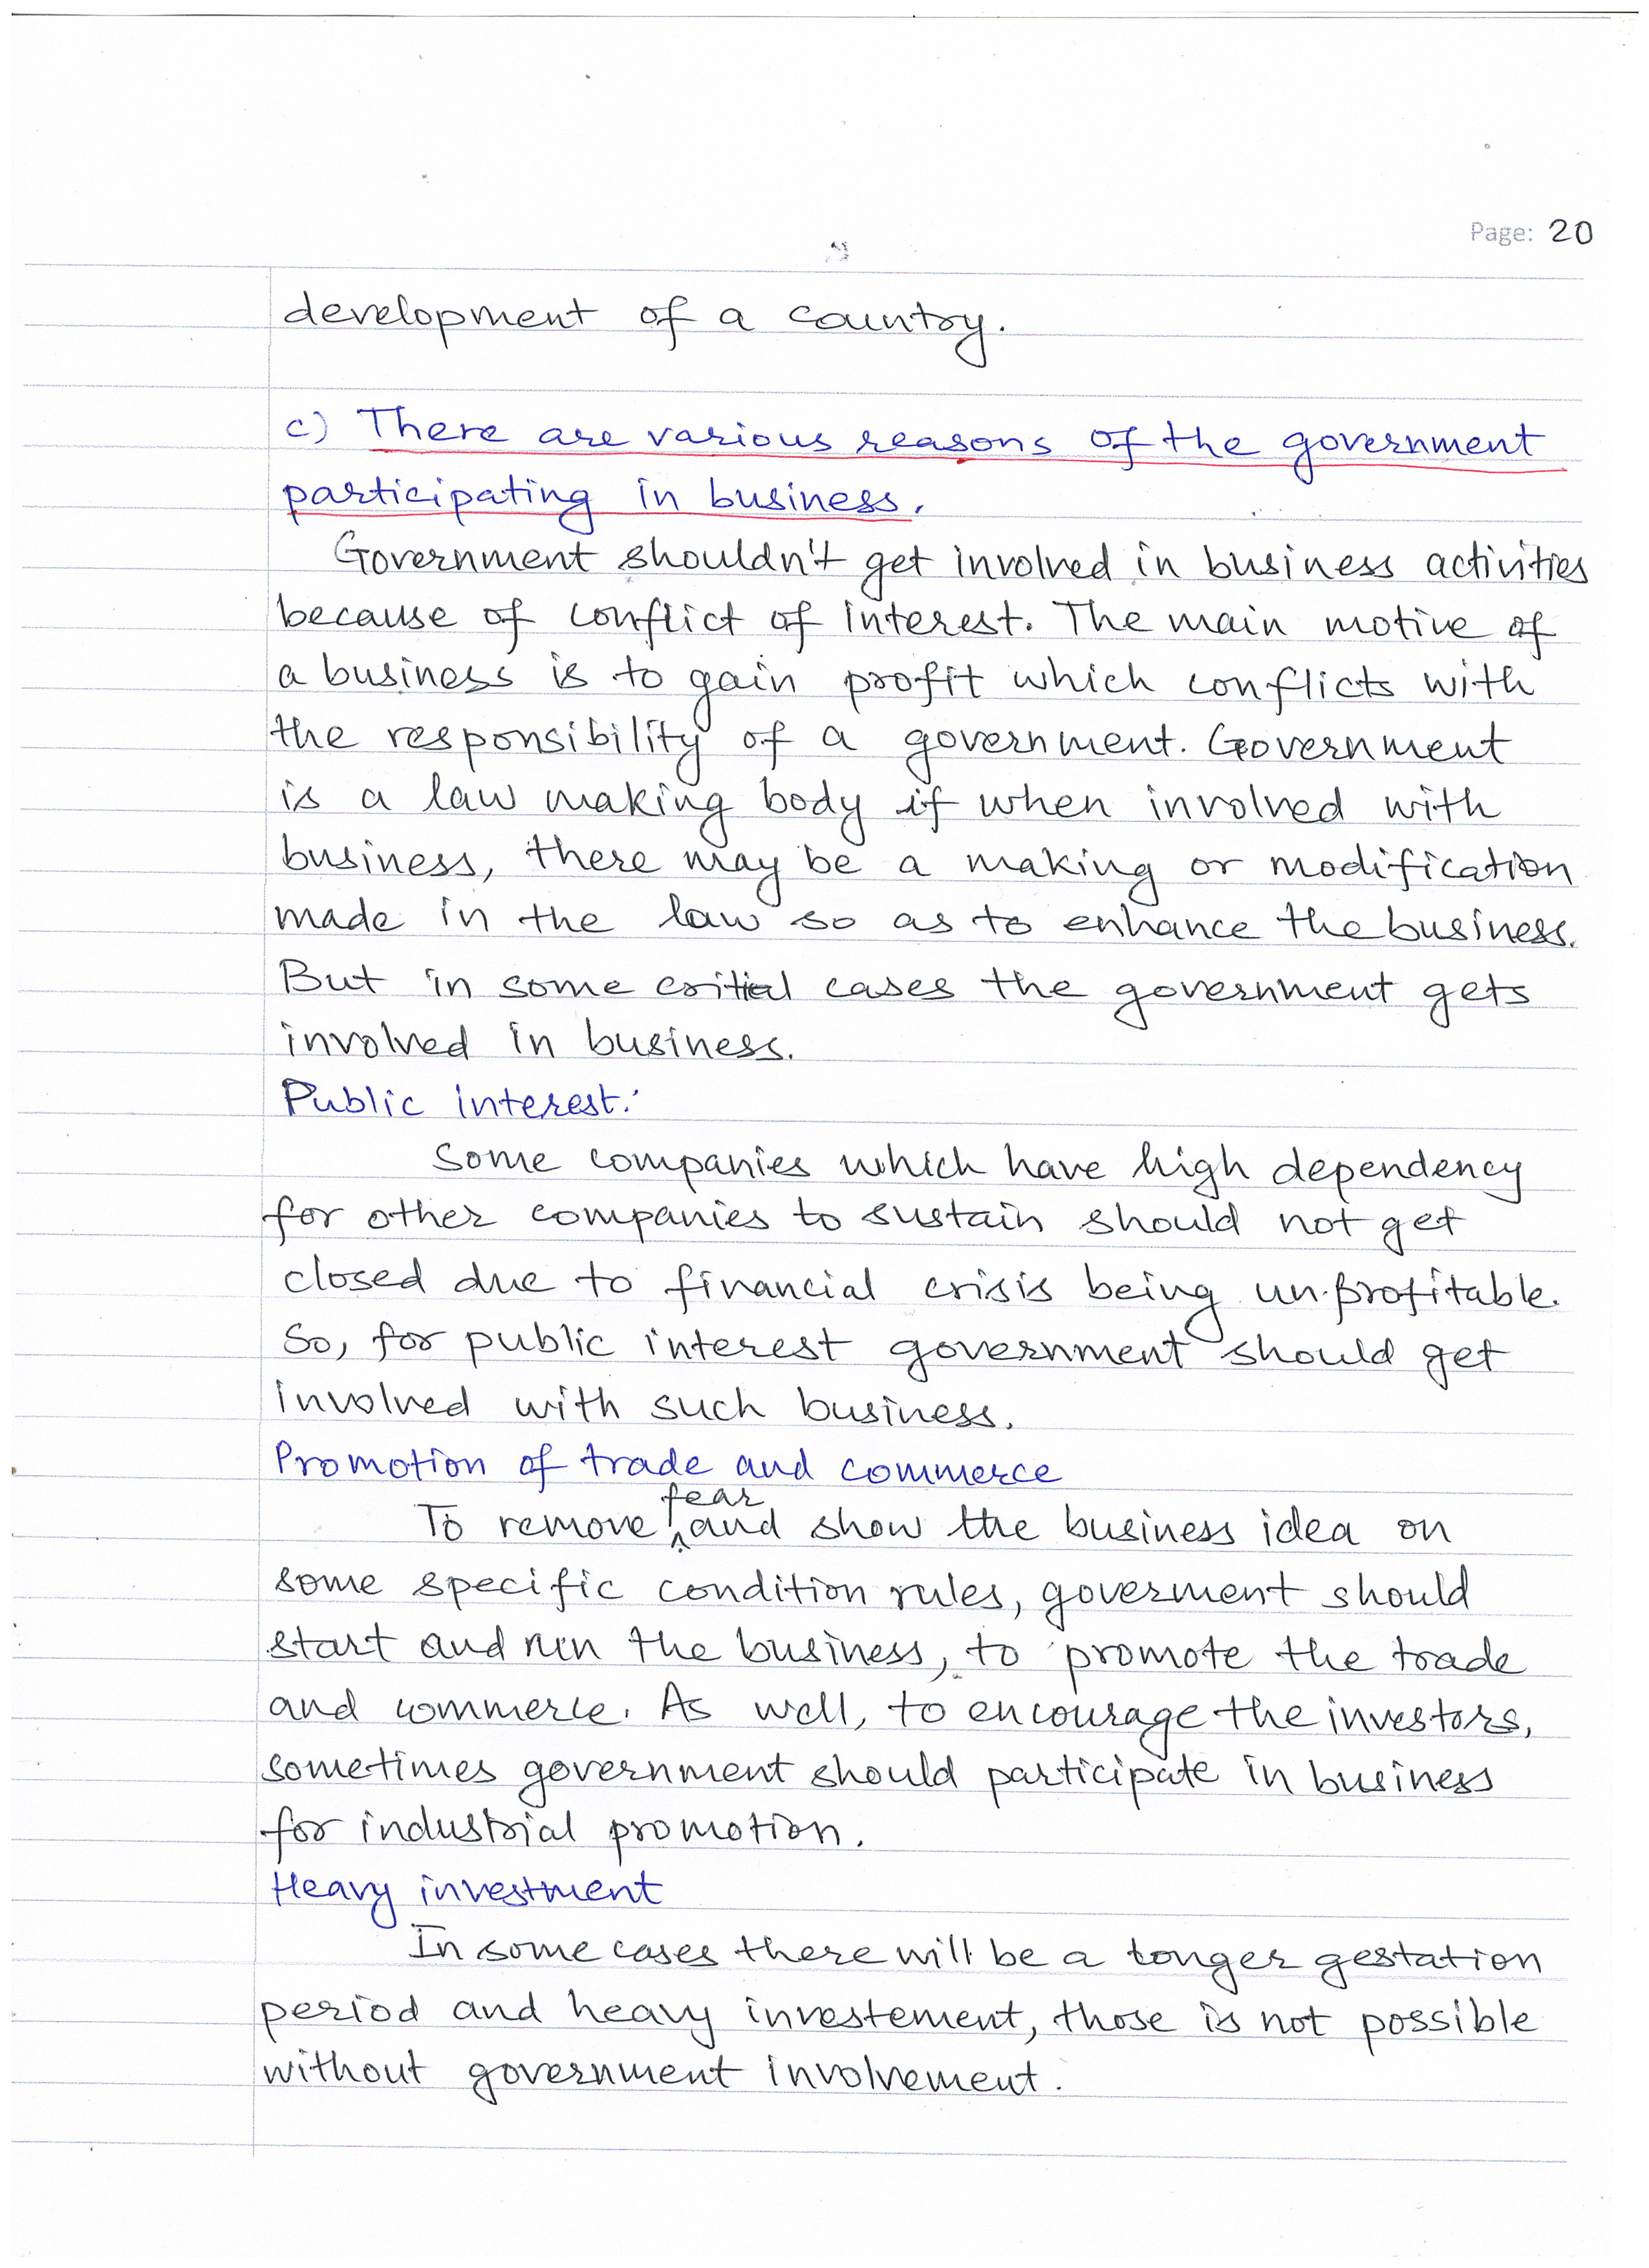 Page: 20
development of a country.
c) There are various reasons of the government
participating in business.
Government shouldn't get involved in business activities
because of conflict of interest. The main motive of
a business is to gain profit which conflicts with
the responsibility of a government. Government
is a law making body if when involved with
business, there may be a making or modification
made in the law so as to enhance the business.
But in some critical cases the government gets
involved in business.
Public interest:
Some companies which have high dependency
for other companies to sustain should not get
closed due to financial crisis being un-profitable.
So, for public interest government should get
involved with such business.
Promotion of trade and commerce
To remove fear and show the business idea on
some specific condition rules, goverment should
start and run the business, to promote the trade
and commerce. As well, to encourage the investors,
sometimes government should participate in business
for industrial promotion.
Heavy investment
In some cases there will be a longer gestation
period and heavy investement, those is not possible
without government involvement.